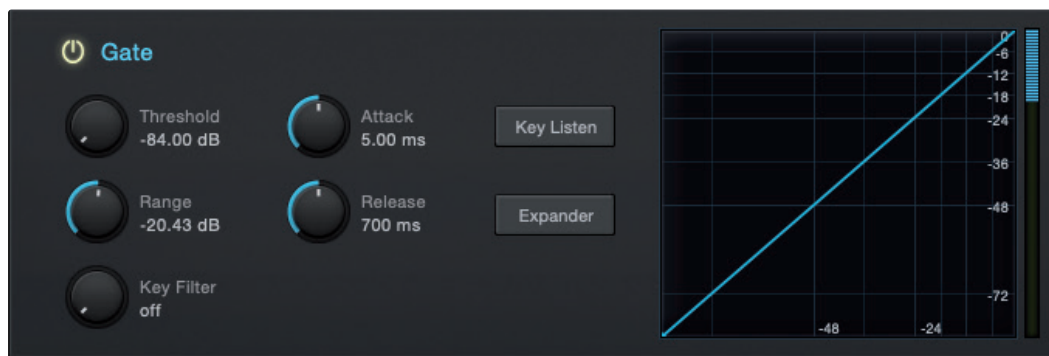 Gate
Threshold
-84.00 dB
Attack
5.00 ms
Key Listen
Range
-20.43 dB
Release
700 ms
Expander
Key Filter
off
0
-6
-12
-18
-24
-36
-48
-72
-48
-24